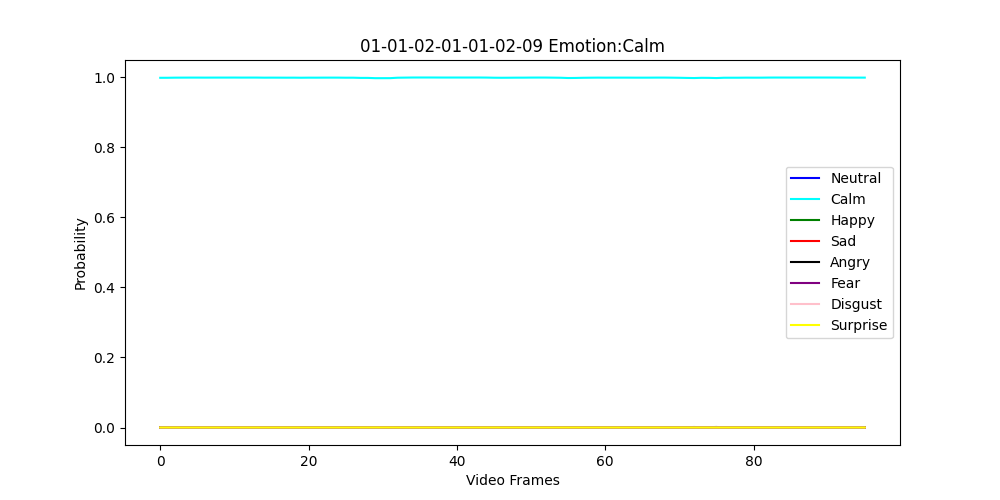 01-01-02-01-01-02-09 Emotion:Calm
1.0
0.8
0.6
0.4
0.2
0.0
Probability
0
20
40
60
80
Video Frames
Neutral
Calm
Happy
Sad
Angry
Fear
Disgust
Surprise